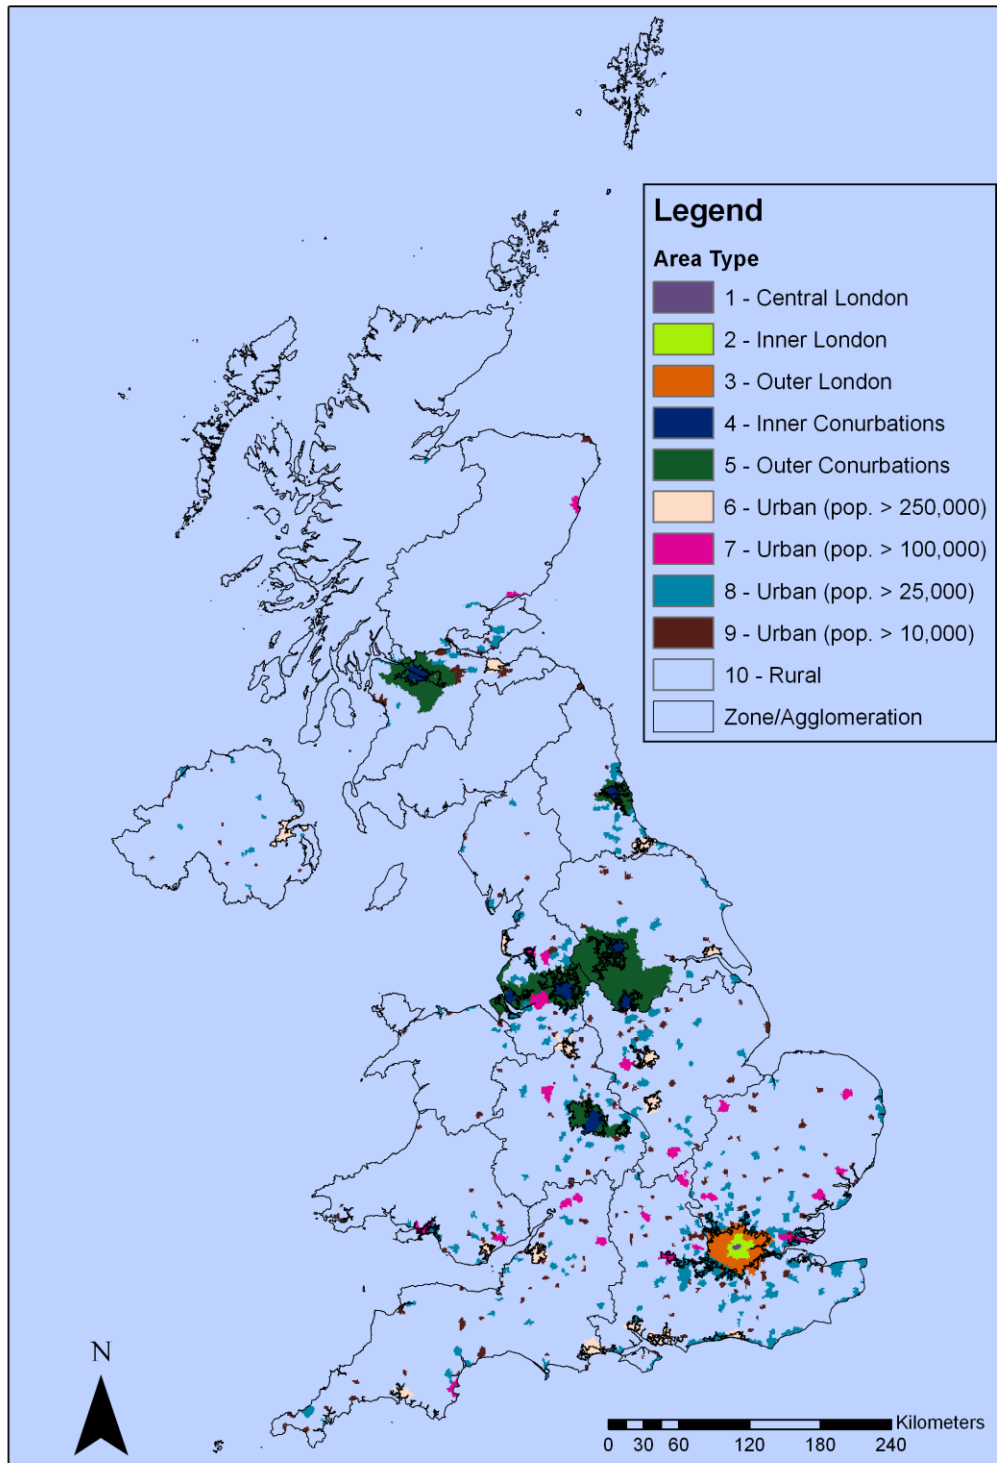 Legend
Area Type
1 - Central London
2 - Inner London
3 - Outer London
4 - Inner Conurbations
5 - Outer Conurbations
6 - Urban (pop. > 250,000)
7 - Urban (pop. > 100,000)
8 - Urban (pop. > 25,000)
9 - Urban (pop. > 10,000)
10 - Rural
Zone/Agglomeration
N
Kilometers
0 30 60 120 180 240